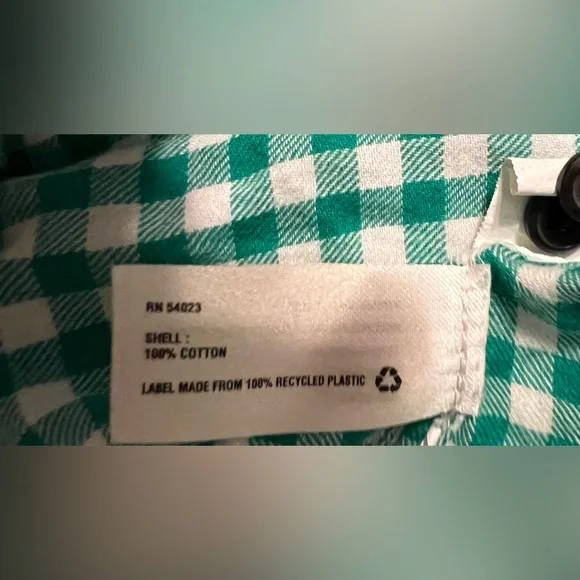 RN 54023
SHELL :
100% COTTON
LABEL MADE FROM 100% RECYCLED PLASTIC